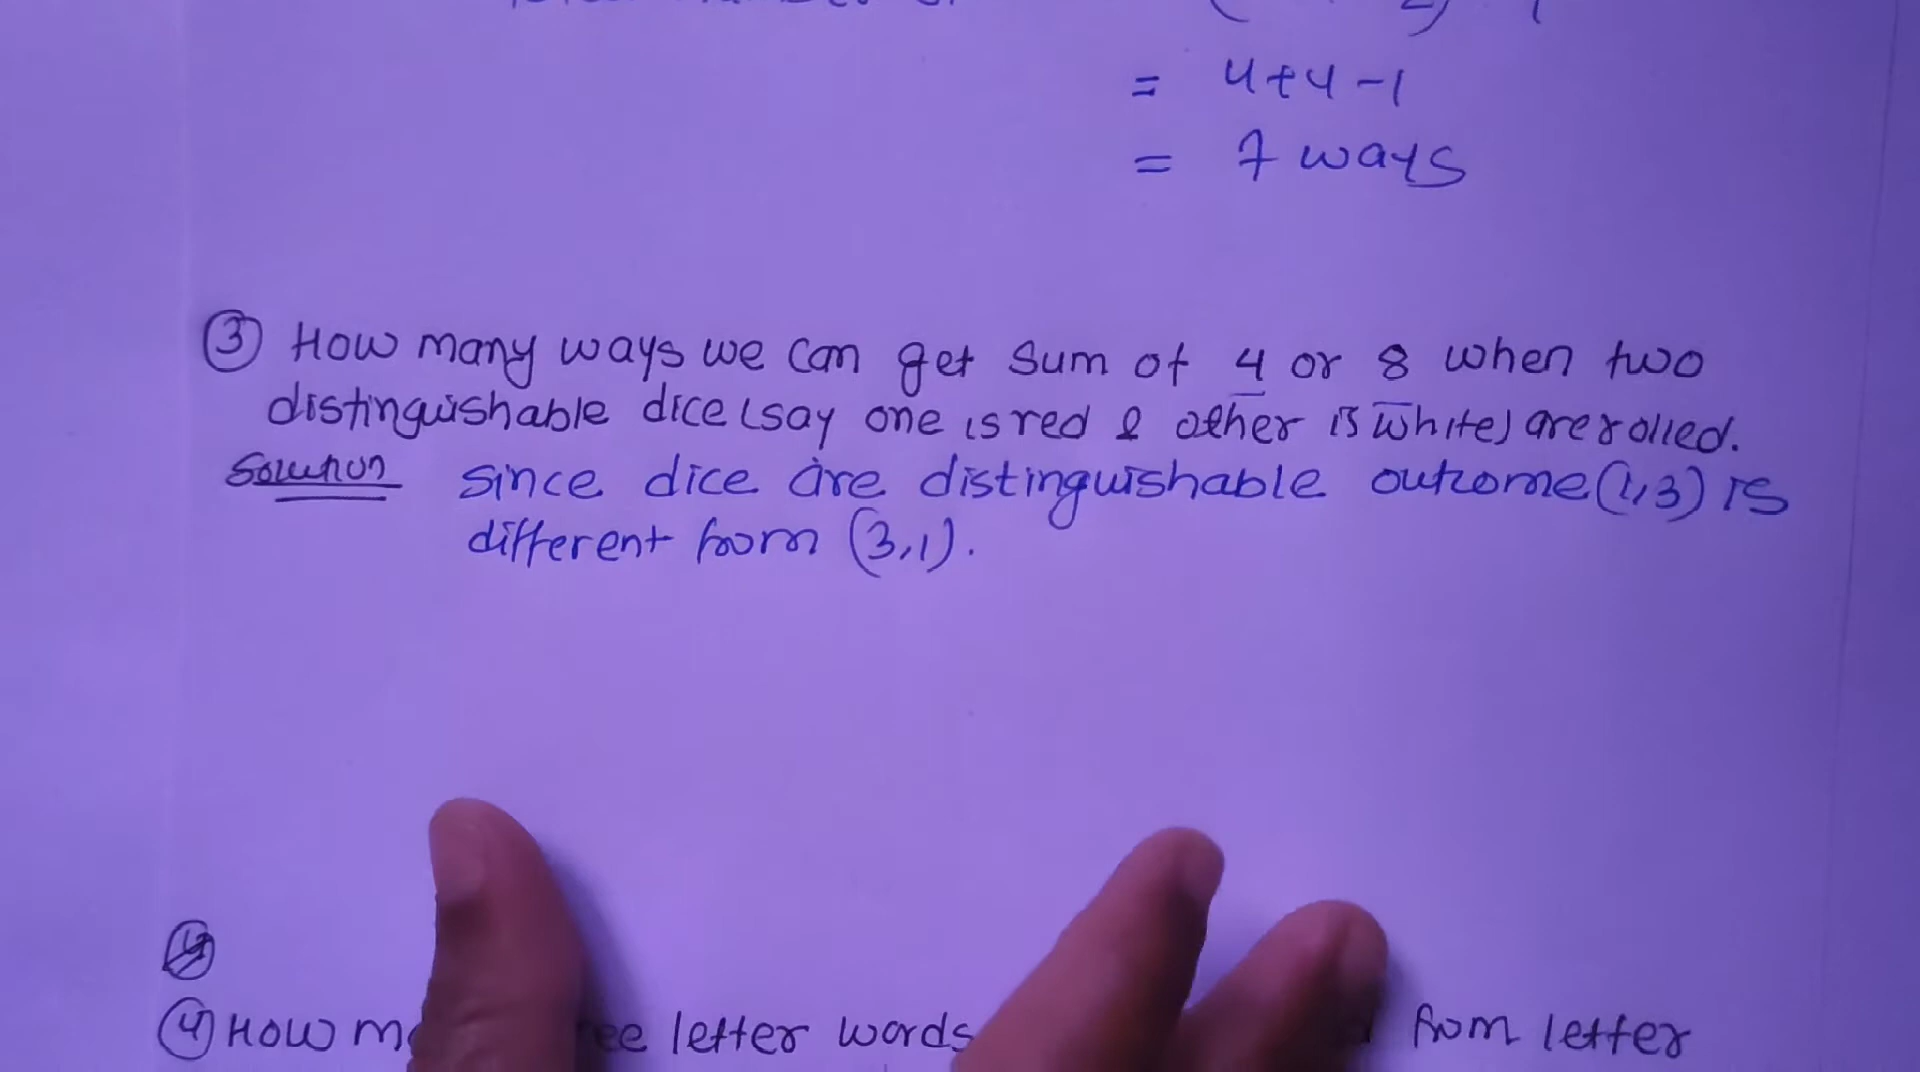 = 4+4-1
= 7 ways
③ How many ways we can get sum of 4 or 8 when two
distinguishable dice (say one is red & other is white) are rolled.
Solution Since dice are distinguishable outcome (1,3) is
different from (3,1).
④ How letter words from letter